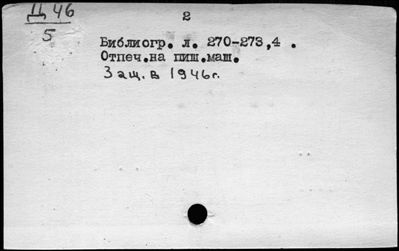 Д 46
5
2
Библиогр. л. 270-273,4 .
Отпеч.на пиш.маш.
Защ. в 1946г.